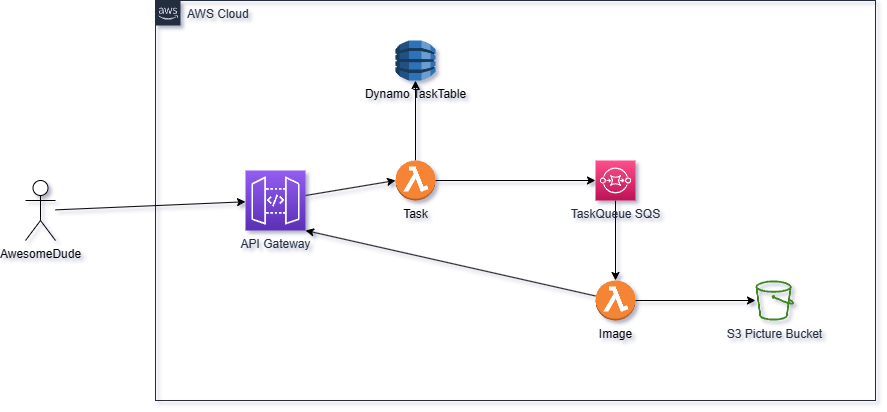 aws
AWS Cloud
Dynamo TaskTable
Task
TaskQueue SQS
API Gateway
AwesomeDude
Image
S3 Picture Bucket